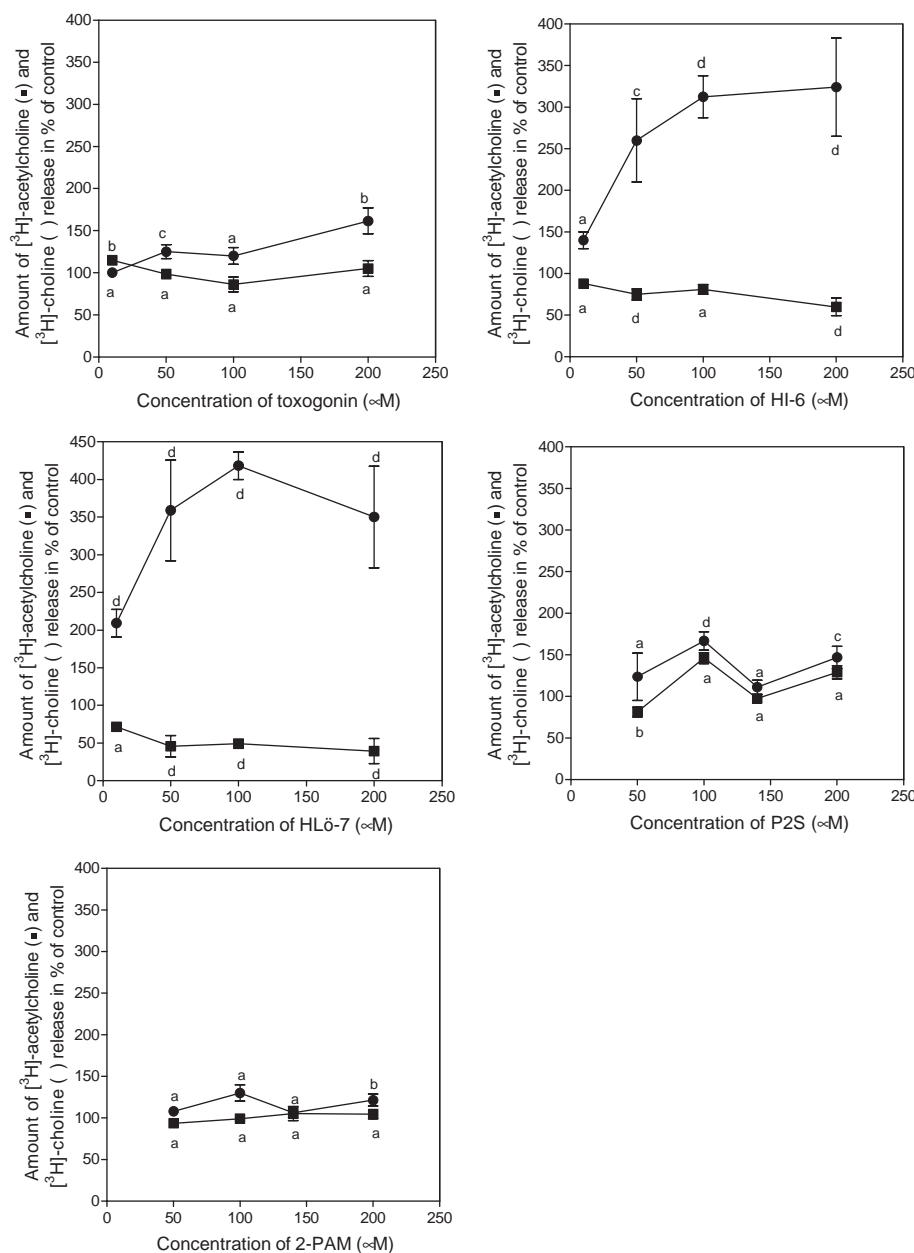 Amount of [³H]-acetylcholine (▪) and
[³H]-choline ( ) release in % of control
400
350
300
250
200
150
100
50
0
b
c
a
b
a
a
a
a
0 50 100 150 200 250
Concentration of toxogonin (∝M)
Amount of [³H]-acetylcholine (▪) and
[³H]-choline ( ) release in % of control
400
350
300
250
200
150
100
50
0
a
c
d
d
a
d
a
d
0 50 100 150 200 250
Concentration of HI-6 (∝M)
Amount of [³H]-acetylcholine (▪) and
[³H]-choline ( ) release in % of control
450
400
350
300
250
200
150
100
50
0
d
d
d
d
a
d
d
d
0 50 100 150 200 250
Concentration of HLö-7 (∝M)
Amount of [³H]-acetylcholine (▪) and
[³H]-choline ( ) release in % of control
400
350
300
250
200
150
100
50
0
a
d
a
c
b
a
a
a
0 50 100 150 200 250
Concentration of P2S (∝M)
Amount of [³H]-acetylcholine (▪) and
[³H]-choline ( ) release in % of control
400
350
300
250
200
150
100
50
0
a
a
a
b
a
a
a
a
0 50 100 150 200 250
Concentration of 2-PAM (∝M)